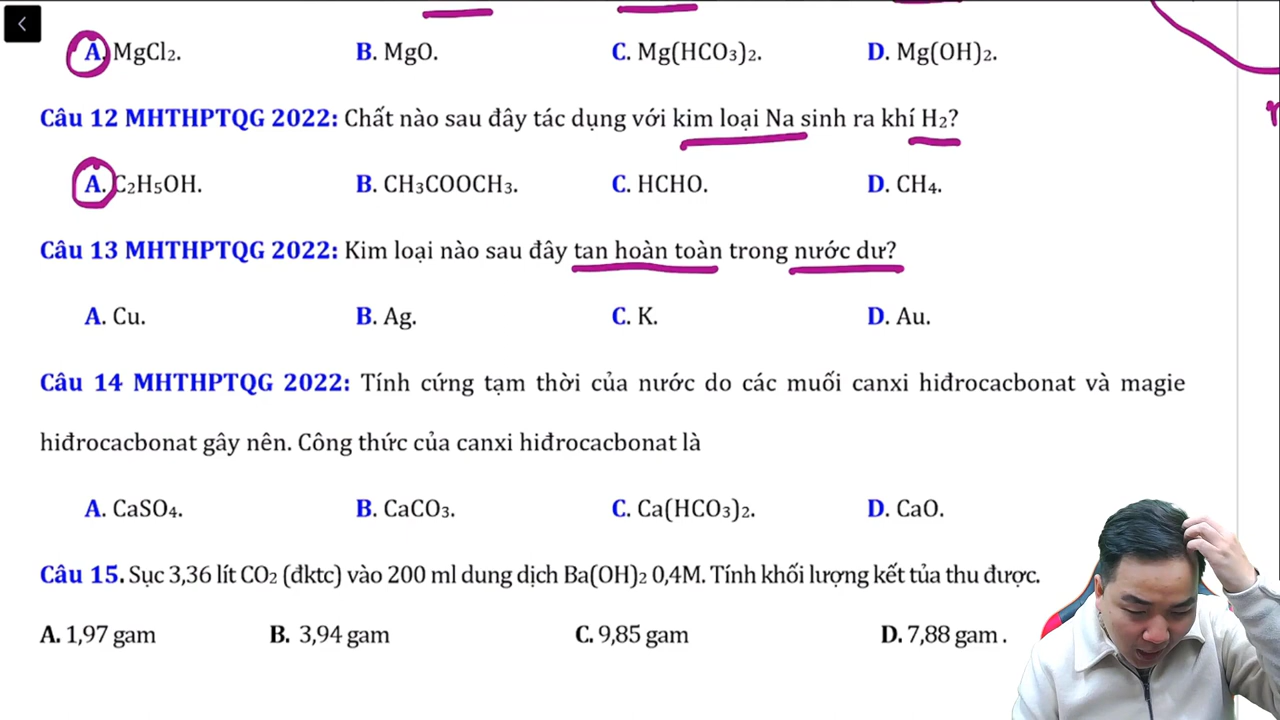 A. MgCl₂. B. MgO. C. Mg(HCO₃)₂. D. Mg(OH)₂.
Câu 12 MHTHPTQG 2022: Chất nào sau đây tác dụng với kim loại Na sinh ra khí H₂?
A. C₂H₅OH. B. CH₃COOCH₃. C. HCHO. D. CH₄.
Câu 13 MHTHPTQG 2022: Kim loại nào sau đây tan hoàn toàn trong nước dư?
A. Cu. B. Ag. C. K. D. Au.
Câu 14 MHTHPTQG 2022: Tính cứng tạm thời của nước do các muối canxi hiđrocacbonat và magie
hiđrocacbonat gây nên. Công thức của canxi hiđrocacbonat là
A. CaSO₄. B. CaCO₃. C. Ca(HCO₃)₂. D. CaO.
Câu 15. Sục 3,36 lít CO₂ (đktc) vào 200 ml dung dịch Ba(OH)₂ 0,4M. Tính khối lượng kết tủa thu được.
A. 1,97 gam B. 3,94 gam C. 9,85 gam D. 7,88 gam .